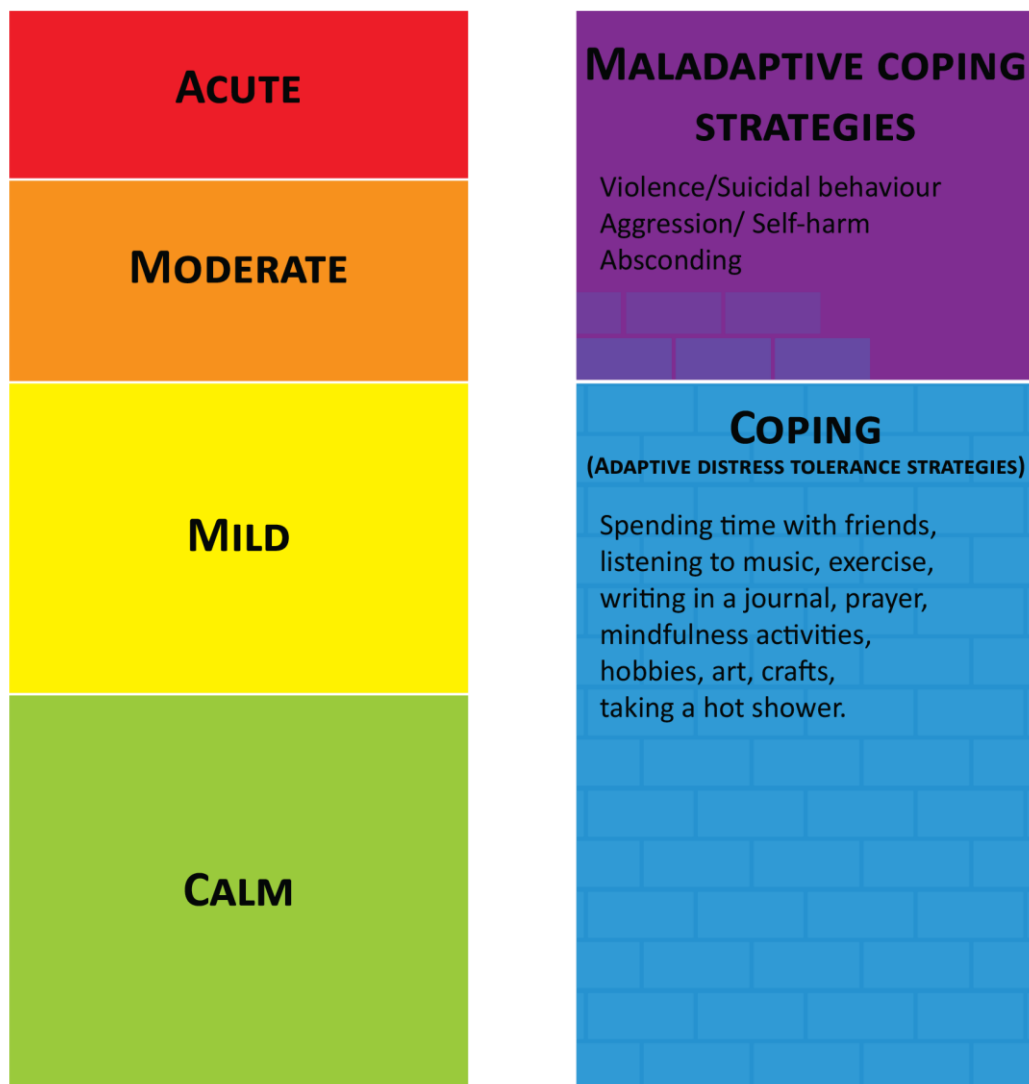 ACUTE
MODERATE
MILD
CALM
MALADAPTIVE COPING
STRATEGIES
Violence/Suicidal behaviour
Aggression/ Self-harm
Absconding
COPING
(ADAPTIVE DISTRESS TOLERANCE STRATEGIES)
Spending time with friends,
listening to music, exercise,
writing in a journal, prayer,
mindfulness activities,
hobbies, art, crafts,
taking a hot shower.